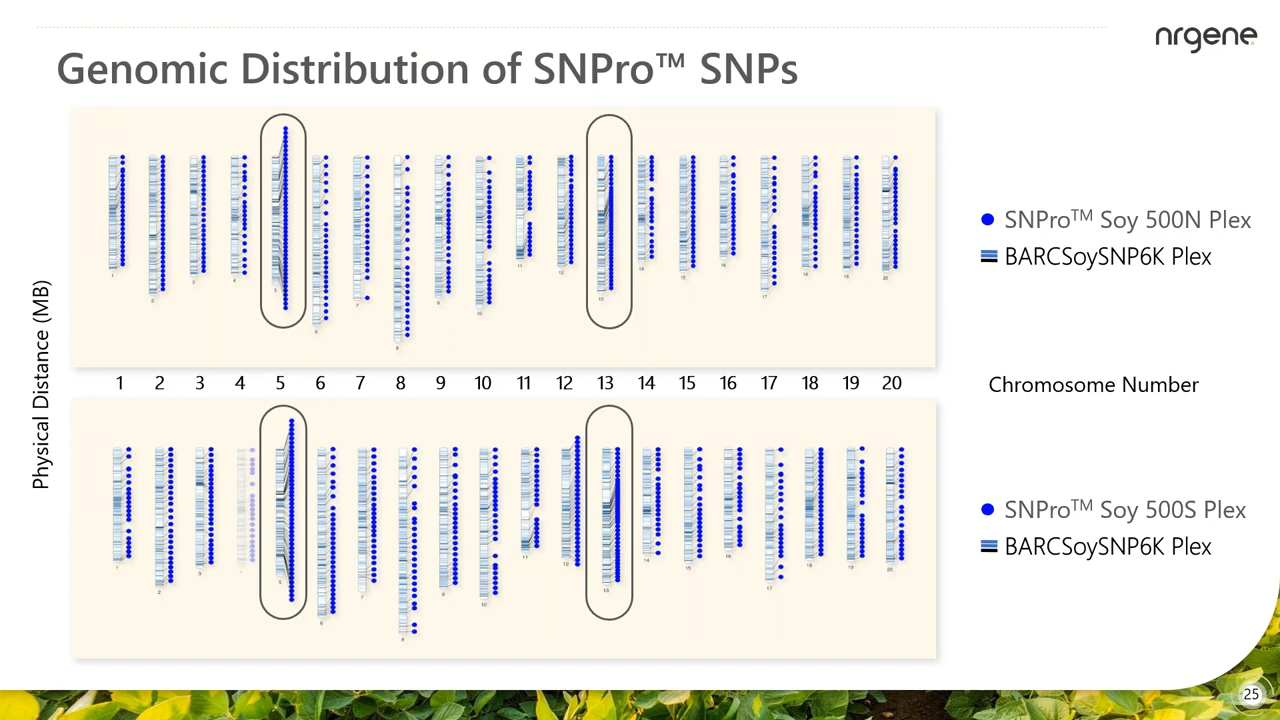 nrgene
Genomic Distribution of SNPro™ SNPs
Physical Distance (MB)
1 2 3 4 5 6 7 8 9 10 11 12 13 14 15 16 17 18 19 20
Chromosome Number
SNPro™ Soy 500N Plex
BARCSoySNP6K Plex
SNPro™ Soy 500S Plex
BARCSoySNP6K Plex
25